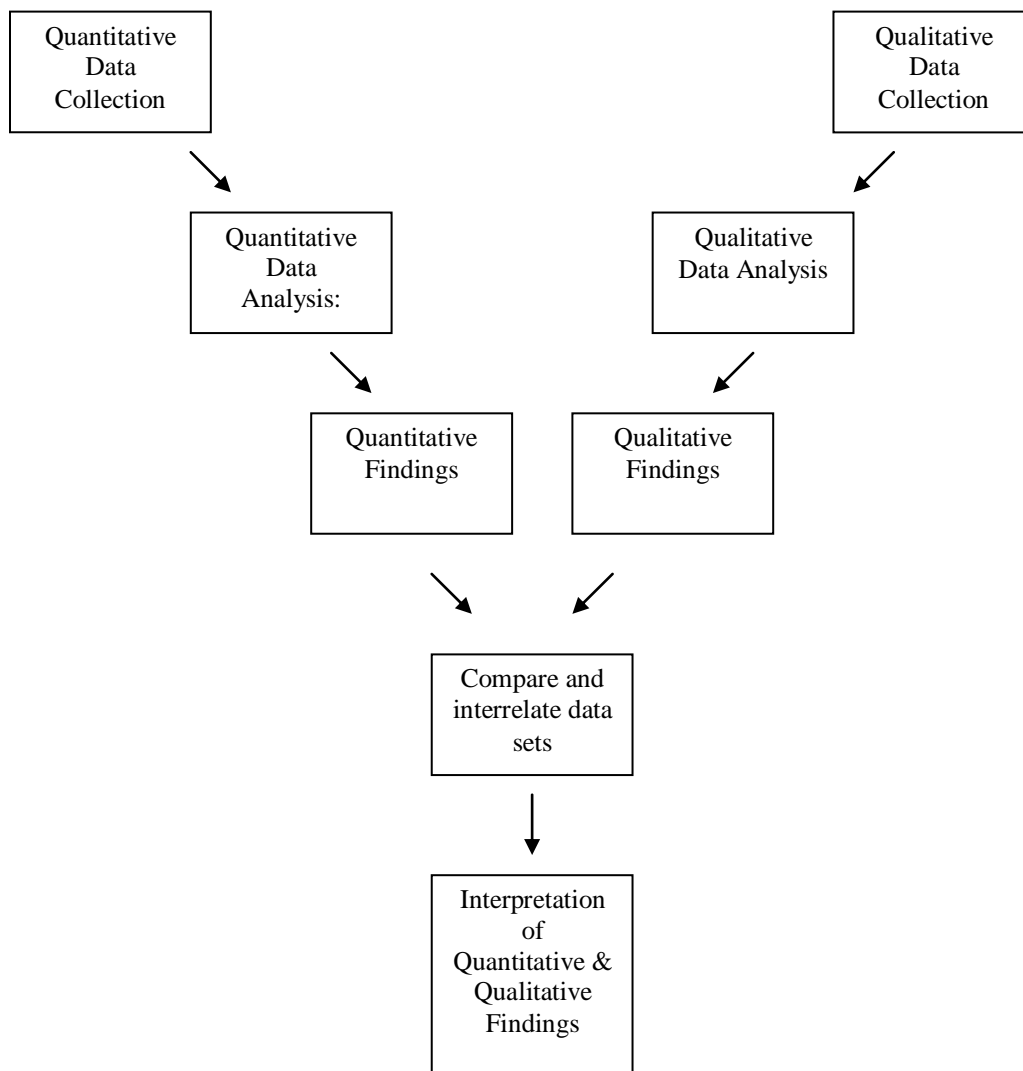 Quantitative
Data
Collection
Qualitative
Data
Collection
Quantitative
Data
Analysis:
Qualitative
Data Analysis
Quantitative
Findings
Qualitative
Findings
Compare and
interrelate data
sets
Interpretation
of
Quantitative &
Qualitative
Findings